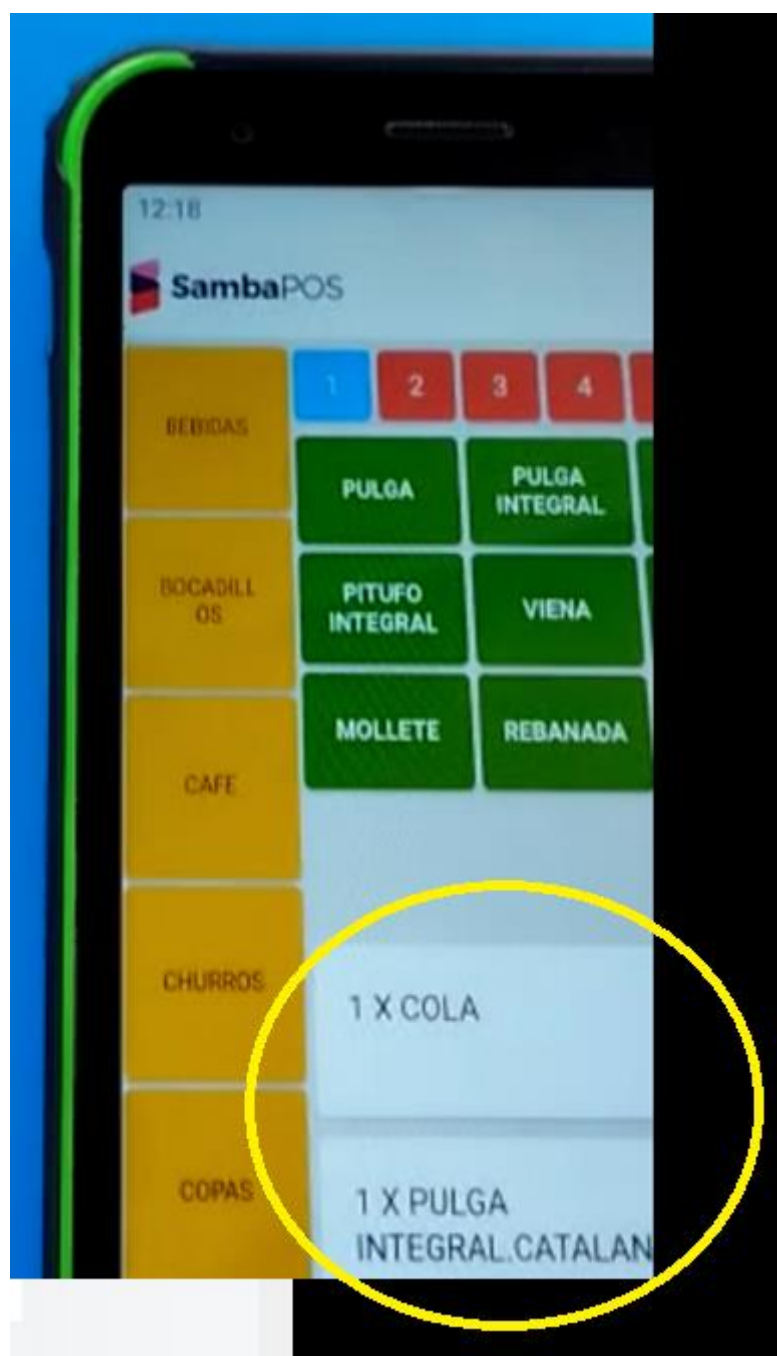 12:18
SambaPOS
BEBIDAS
1 2 3 4
PULGA
PULGA
INTEGRAL
BOCADILL
OS
PITUFO
INTEGRAL
VIENA
CAFE
MOLLETE
REBANADA
CHURROS
1 X COLA
COPAS
1 X PULGA
INTEGRAL.CATALAN